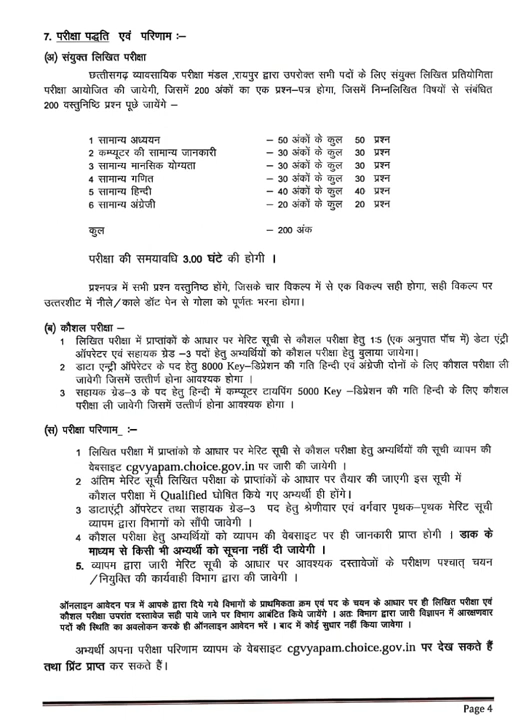 7. परीक्षा पद्धति एवं परिणाम :–
(अ) संयुक्त लिखित परीक्षा
छत्तीसगढ़ व्यावसायिक परीक्षा मंडल ,रायपुर द्वारा उपरोक्त सभी पदों के लिए संयुक्त लिखित प्रतियोगिता
परीक्षा आयोजित की जायेगी, जिसमें 200 अंकों का एक प्रश्न–पत्र होगा, जिसमें निम्नलिखित विषयों से संबंधित
200 वस्तुनिष्ठि प्रश्न पूछे जायेंगे –
1 सामान्य अध्ययन – 50 अंकों के कुल 50 प्रश्न
2 कम्प्यूटर की सामान्य जानकारी – 30 अंकों के कुल 30 प्रश्न
3 सामान्य मानसिक योग्यता – 30 अंकों के कुल 30 प्रश्न
4 सामान्य गणित – 30 अंकों के कुल 30 प्रश्न
5 सामान्य हिन्दी – 40 अंकों के कुल 40 प्रश्न
6 सामान्य अंग्रेजी – 20 अंकों के कुल 20 प्रश्न
कुल – 200 अंक
परीक्षा की समयावधि 3.00 घंटे की होगी ।
प्रश्नपत्र में सभी प्रश्न वस्तुनिष्ठ होंगे, जिसके चार विकल्प में से एक विकल्प सही होगा, सही विकल्प पर
उत्तरशीट में नीले/काले डॉट पेन से गोला को पूर्णतः भरना होगा।
(ब) कौशल परीक्षा –
1 लिखित परीक्षा में प्राप्तांकों के आधार पर मेरिट सूची से कौशल परीक्षा हेतु 1:5 (एक अनुपात पाँच में) डेटा एंट्री
ऑपरेटर एवं सहायक ग्रेड –3 पदों हेतु अभ्यर्थियों को कौशल परीक्षा हेतु बुलाया जायेगा।
2 डाटा एन्ट्री ऑपेरेटर के पद हेतु 8000 Key–डिप्रेशन की गति हिन्दी एवं अंग्रेजी दोनों के लिए कौशल परीक्षा ली
जावेगी जिसमें उत्तीर्ण होना आवश्यक होगा ।
3 सहायक ग्रेड–3 के पद हेतु हिन्दी में कम्प्यूटर टायपिंग 5000 Key –डिप्रेशन की गति हिन्दी के लिए कौशल
परीक्षा ली जावेगी जिसमें उत्तीर्ण होना आवश्यक होगा ।
(स) परीक्षा परिणाम_ :–
1 लिखित परीक्षा में प्राप्तांको के आधार पर मेरिट सूची से कौशल परीक्षा हेतु अभ्यर्थियों की सूची व्यापम की
वेबसाइट cgvyapam.choice.gov.in पर जारी की जायेगी ।
2 अंतिम मेरिट सूची लिखित परीक्षा के प्राप्तांकों के आधार पर तैयार की जाएगी इस सूची में
कौशल परीक्षा में Qualified घोषित किये गए अभ्यर्थी ही होंगे।
3 डाटाएंट्री ऑपरेटर तथा सहायक ग्रेड–3 पद हेतु श्रेणीवार एवं वर्गवार पृथक–पृथक मेरिट सूची
व्यापम द्वारा विभागों को सौंपी जावेगी ।
4 कौशल परीक्षा हेतु अभ्यर्थियों को व्यापम की वेबसाइट पर ही जानकारी प्राप्त होगी । डाक के
माध्यम से किसी भी अभ्यर्थी को सूचना नहीं दी जायेगी ।
5. व्यापम द्वारा जारी मेरिट सूची के आधार पर आवश्यक दस्तावेजों के परीक्षण पश्चात् चयन
/नियुक्ति की कार्यवाही विभाग द्वारा की जावेगी ।
ऑनलाइन आवेदन पत्र में आपके द्वारा दिये गये विभागों के प्राथमिकता क्रम एवं पद के चयन के आधार पर ही लिखित परीक्षा एवं
कौशल परीक्षा उपरांत दस्तावेज सही पाये जाने पर विभाग आबंटित किये जायेंगे । अतः विभाग द्वारा जारी विज्ञापन में आरक्षणवार
पदों की स्थिति का अवलोकन करके ही ऑनलाइन आवेदन भरें । बाद में कोई सुधार नहीं किया जावेगा ।
अभ्यर्थी अपना परीक्षा परिणाम व्यापम के वेबसाइट cgvyapam.choice.gov.in पर देख सकते हैं
तथा प्रिंट प्राप्त कर सकते हैं।
Page 4